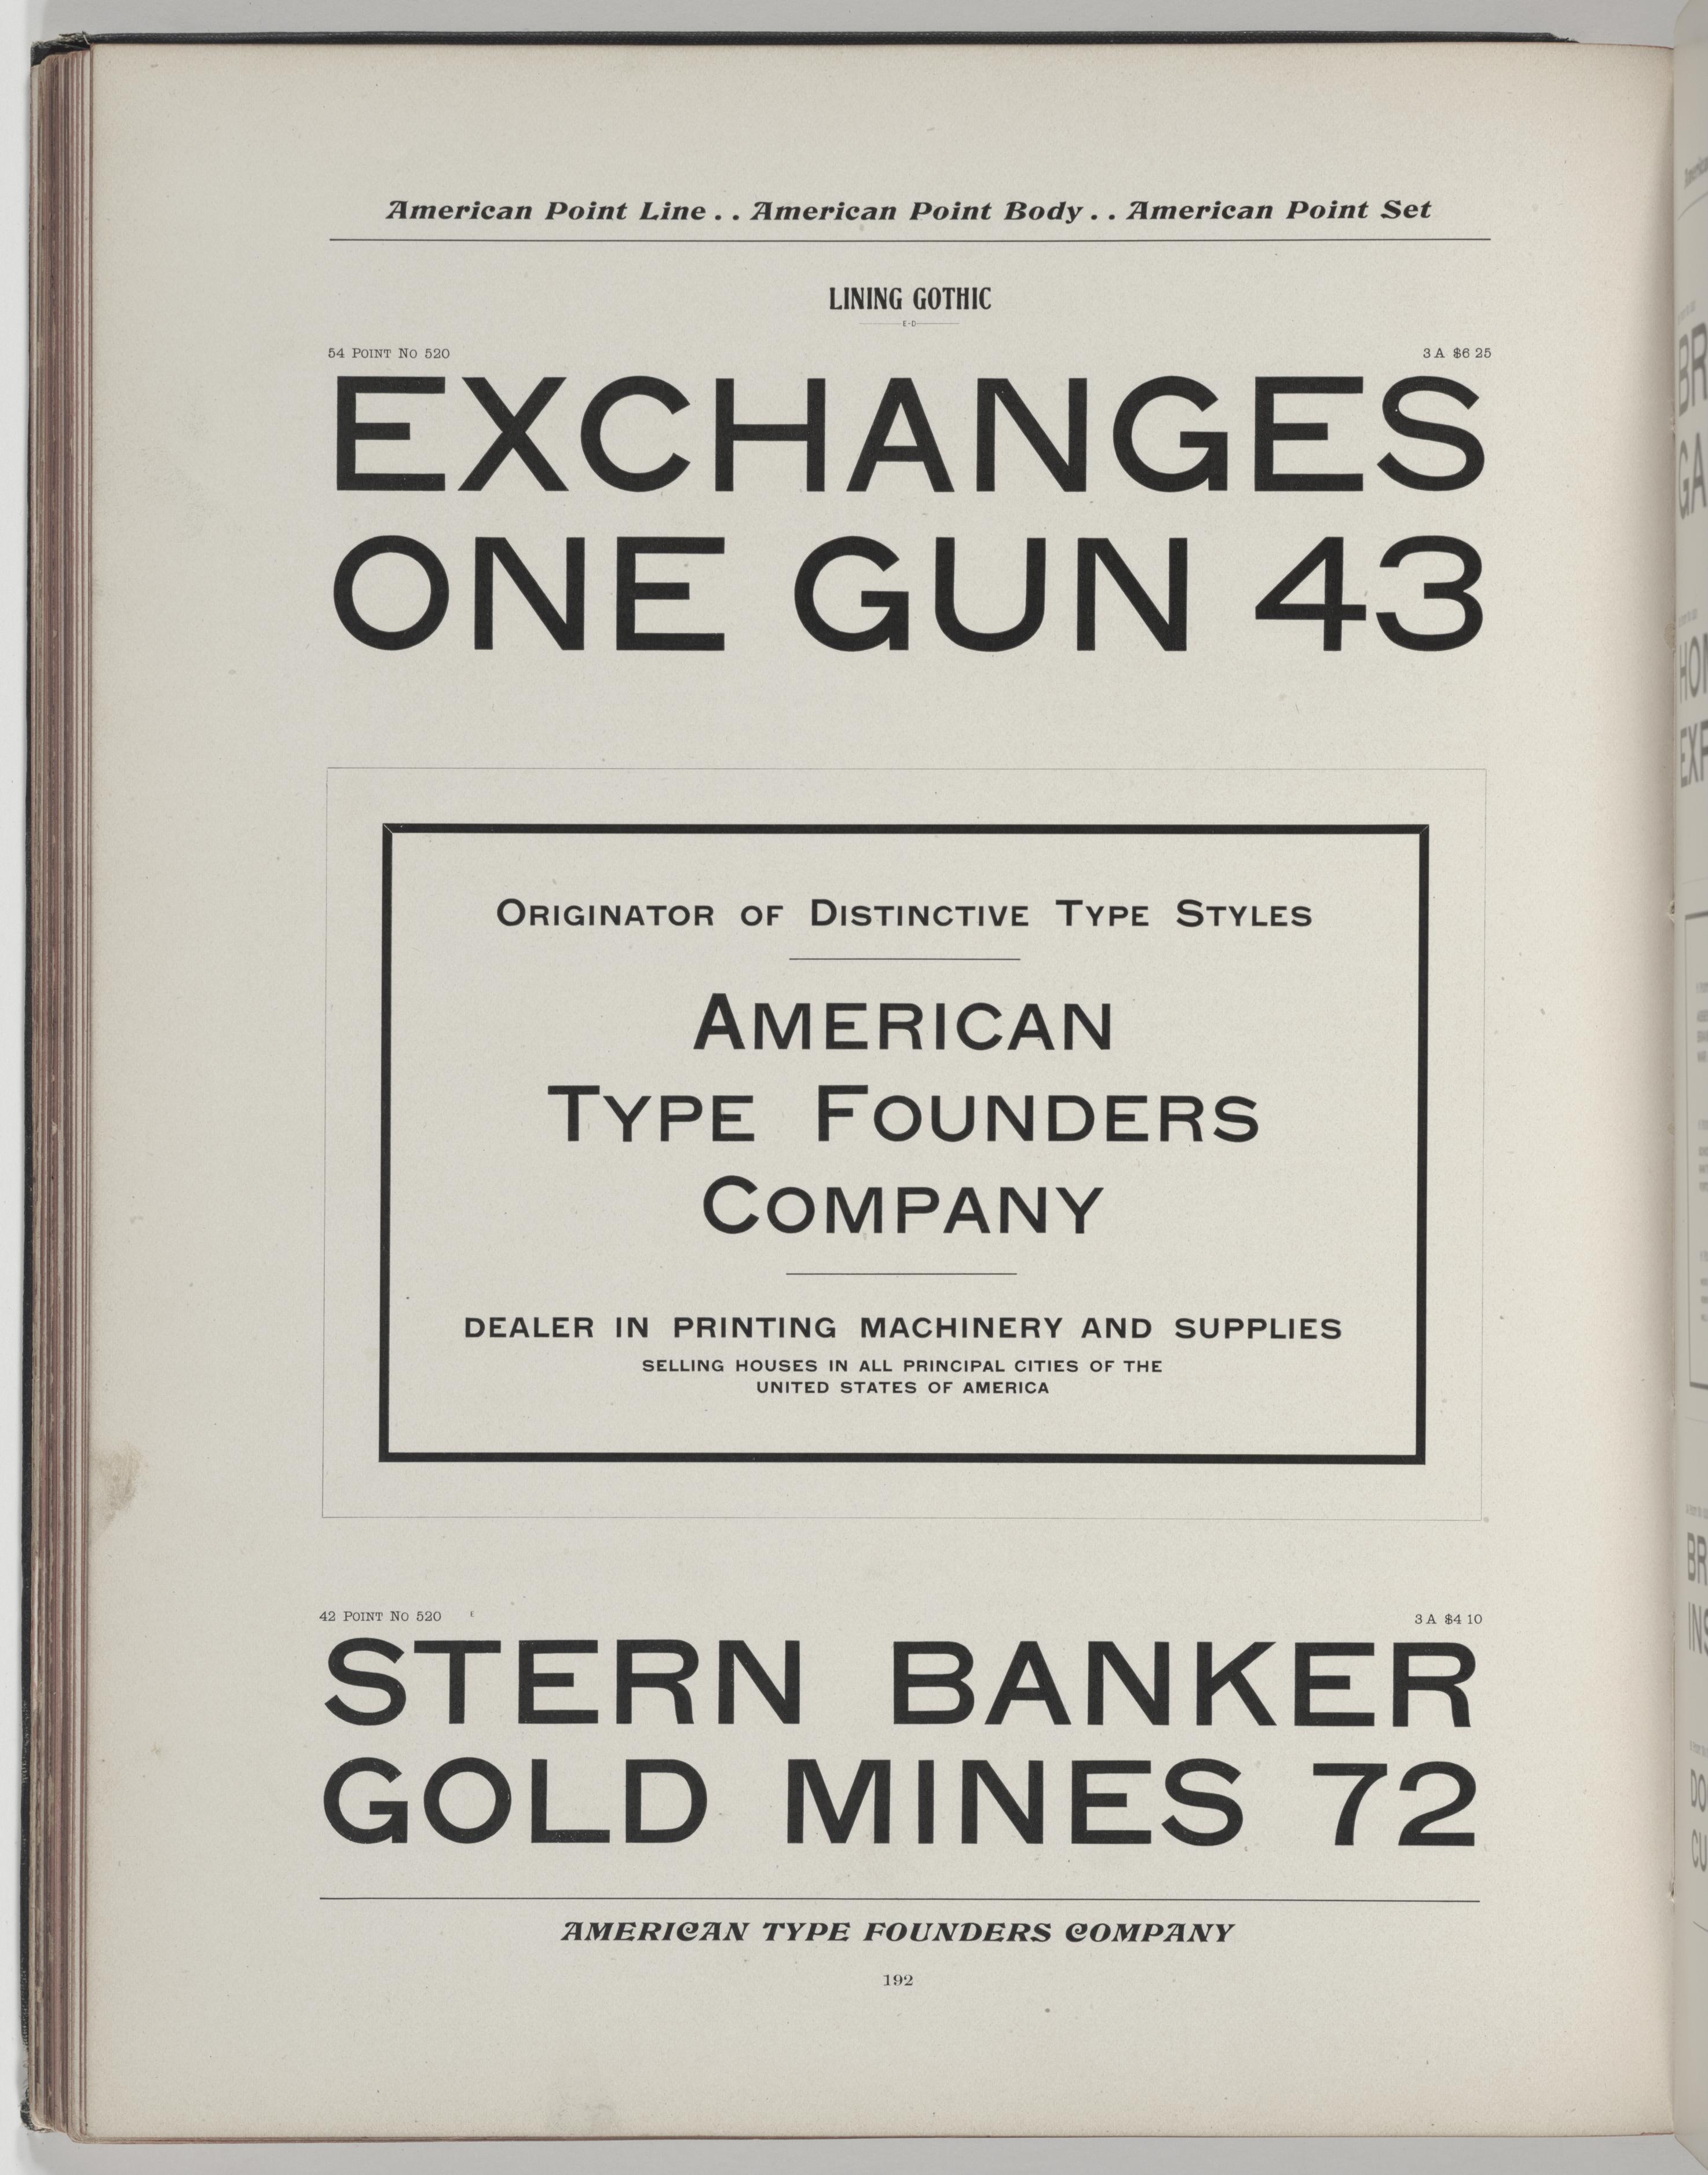 American Point Line . . American Point Body . . American Point Set
LINING GOTHIC
E-D
54 POINT NO 520
3 A $6 25
EXCHANGES
ONE GUN 43
ORIGINATOR OF DISTINCTIVE TYPE STYLES
AMERICAN
TYPE FOUNDERS
COMPANY
DEALER IN PRINTING MACHINERY AND SUPPLIES
SELLING HOUSES IN ALL PRINCIPAL CITIES OF THE
UNITED STATES OF AMERICA
42 POINT NO 520
3 A $4 10
STERN BANKER
GOLD MINES 72
AMERICAN TYPE FOUNDERS COMPANY
192